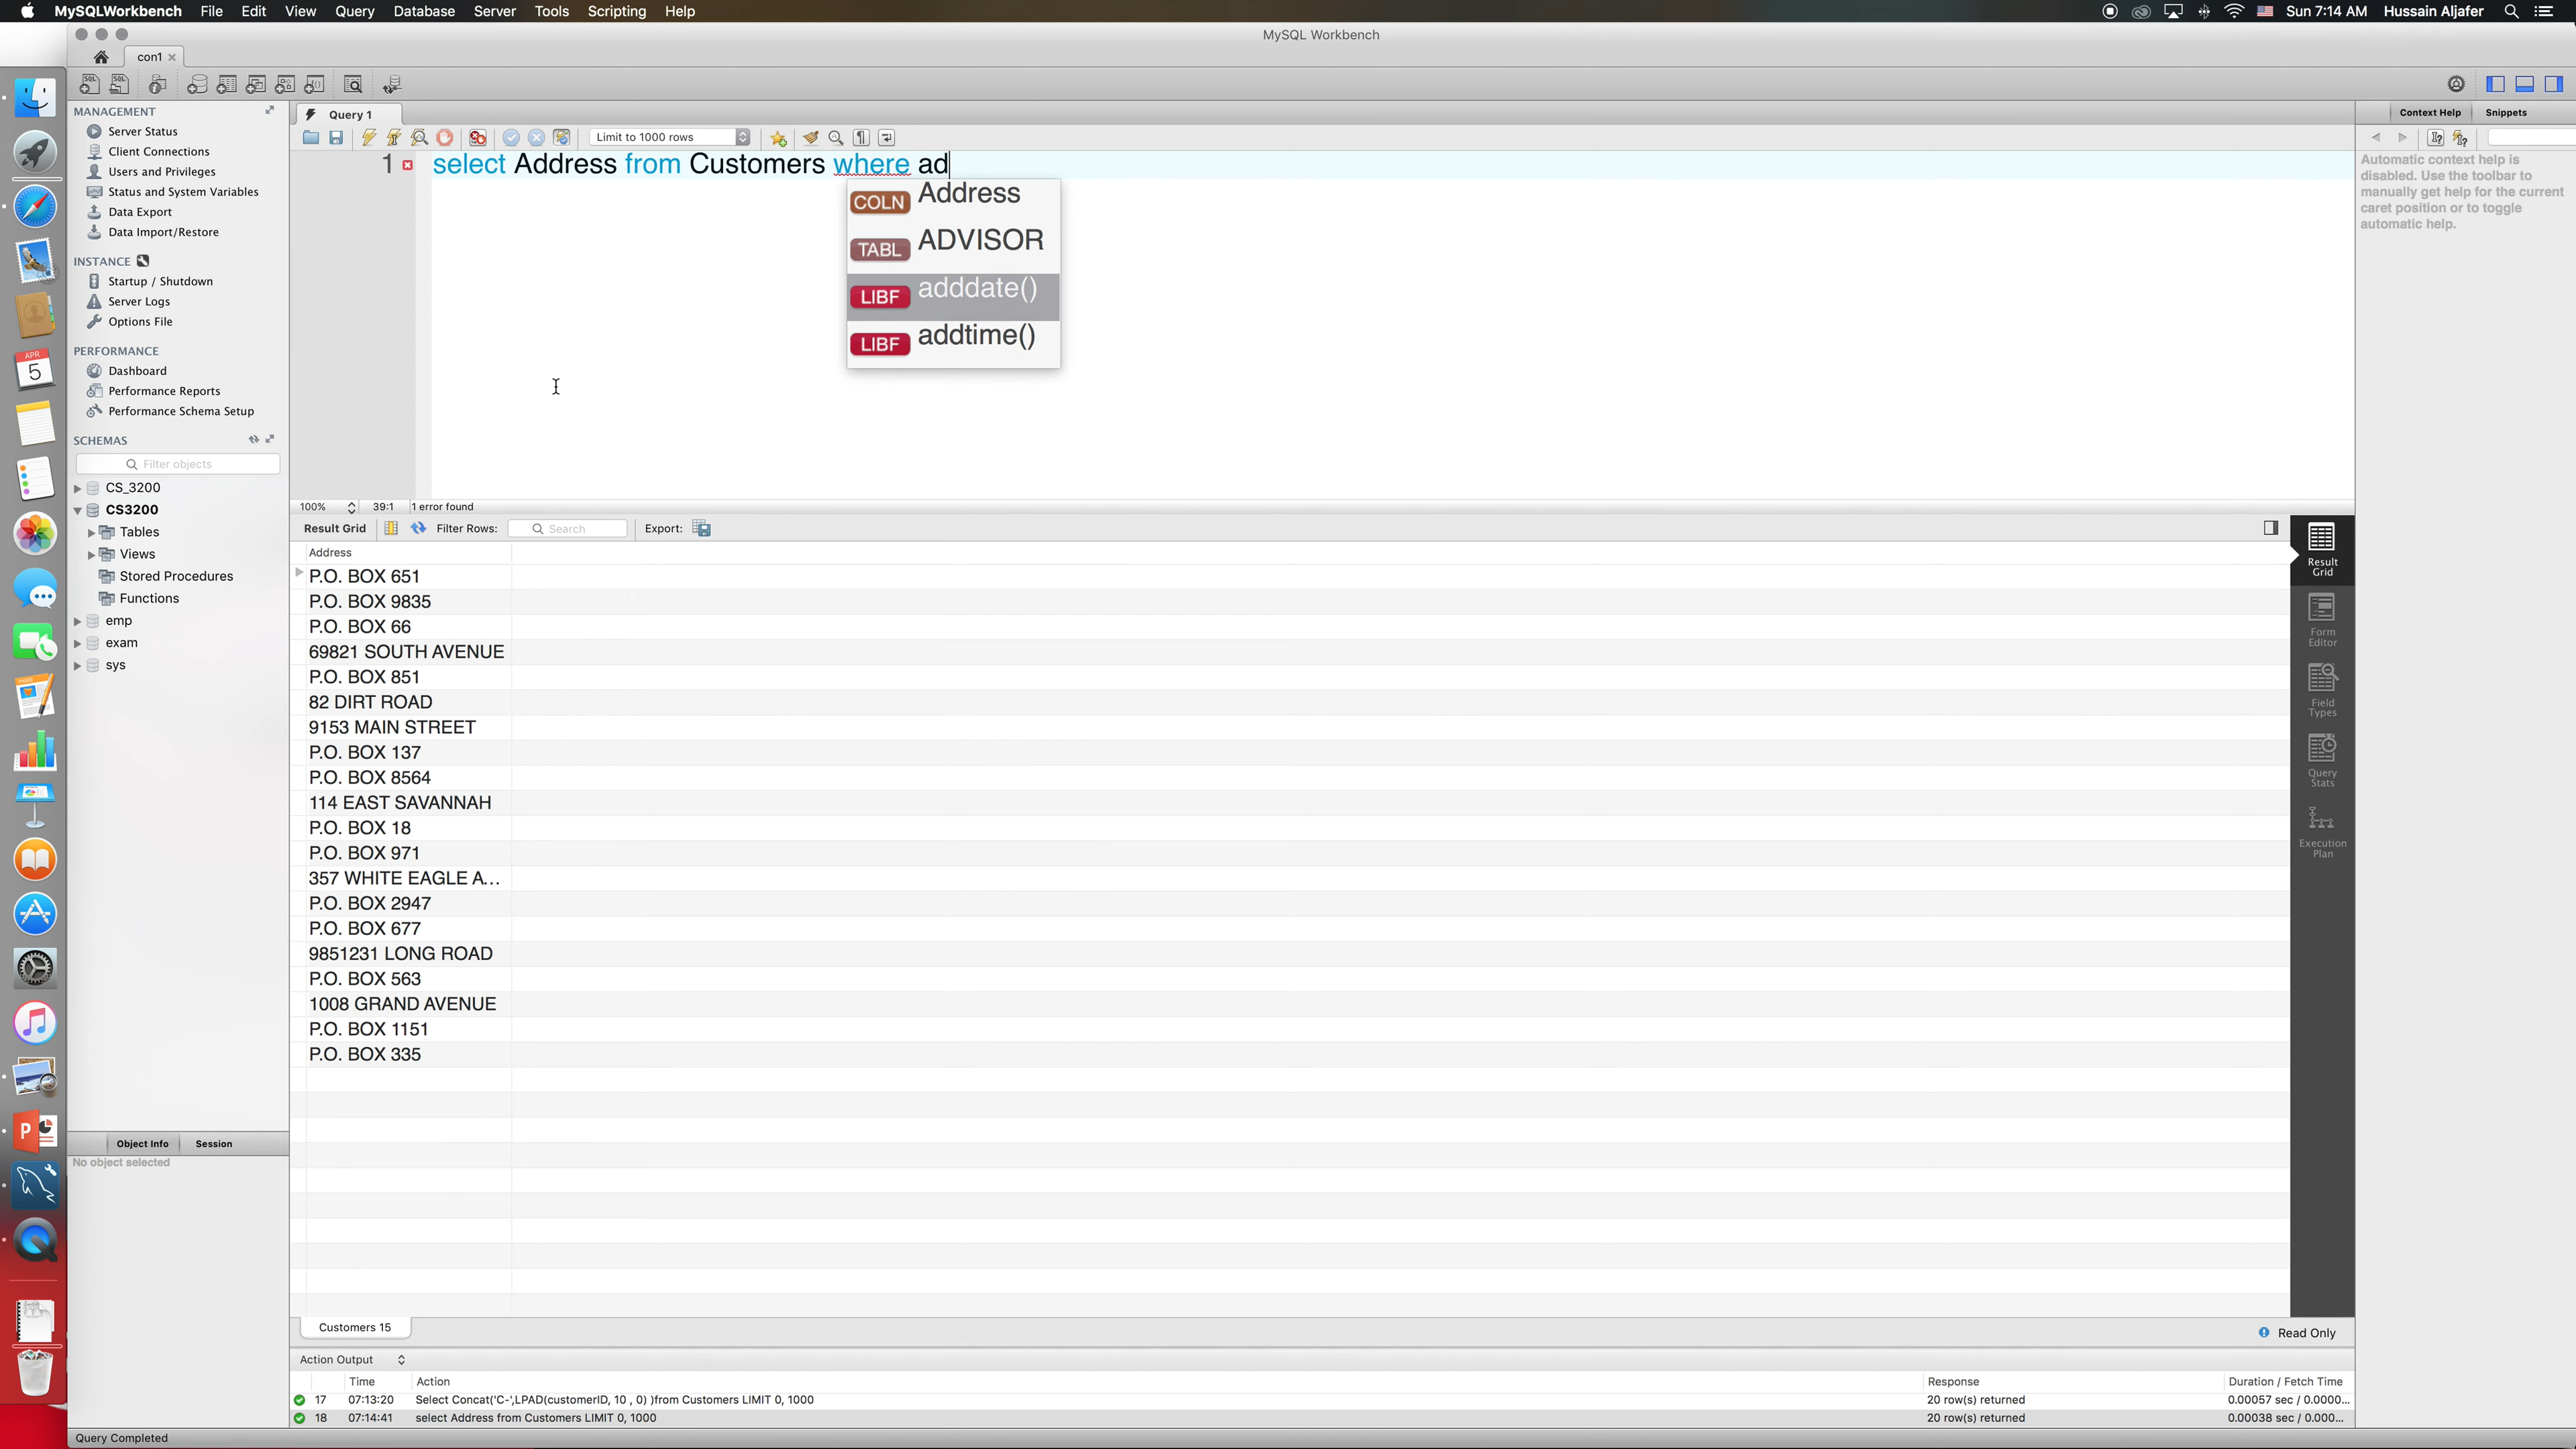 MySQLWorkbench File Edit View Query Database Server Tools Scripting Help
Sun 7:14 AM Hussain Aljafer
MySQL Workbench
con1
MANAGEMENT
Server Status
Client Connections
Users and Privileges
Status and System Variables
Data Export
Data Import/Restore
INSTANCE
Startup / Shutdown
Server Logs
Options File
PERFORMANCE
Dashboard
Performance Reports
Performance Schema Setup
SCHEMAS
Filter objects
CS_3200
CS3200
Tables
Views
Stored Procedures
Functions
emp
exam
sys
Object Info Session
No object selected
Query 1
Limit to 1000 rows
1 select Address from Customers where ad
COLN Address
TABL ADVISOR
LIBF adddate()
LIBF addtime()
100% 39:1 1 error found
Result Grid Filter Rows: Search Export:
Address
P.O. BOX 651
P.O. BOX 9835
P.O. BOX 66
69821 SOUTH AVENUE
P.O. BOX 851
82 DIRT ROAD
9153 MAIN STREET
P.O. BOX 137
P.O. BOX 8564
114 EAST SAVANNAH
P.O. BOX 18
P.O. BOX 971
357 WHITE EAGLE A...
P.O. BOX 2947
P.O. BOX 677
9851231 LONG ROAD
P.O. BOX 563
1008 GRAND AVENUE
P.O. BOX 1151
P.O. BOX 335
Customers 15
Read Only
Result
Grid
Form
Editor
Field
Types
Query
Stats
Execution
Plan
Context Help Snippets
Automatic context help is
disabled. Use the toolbar to
manually get help for the current
caret position or to toggle
automatic help.
Action Output
Time Action Response Duration / Fetch Time
17 07:13:20 Select Concat('C-',LPAD(customerID, 10 , 0) )from Customers LIMIT 0, 1000 20 row(s) returned 0.00057 sec / 0.0000...
18 07:14:41 select Address from Customers LIMIT 0, 1000 20 row(s) returned 0.00038 sec / 0.000...
Query Completed
APR
5